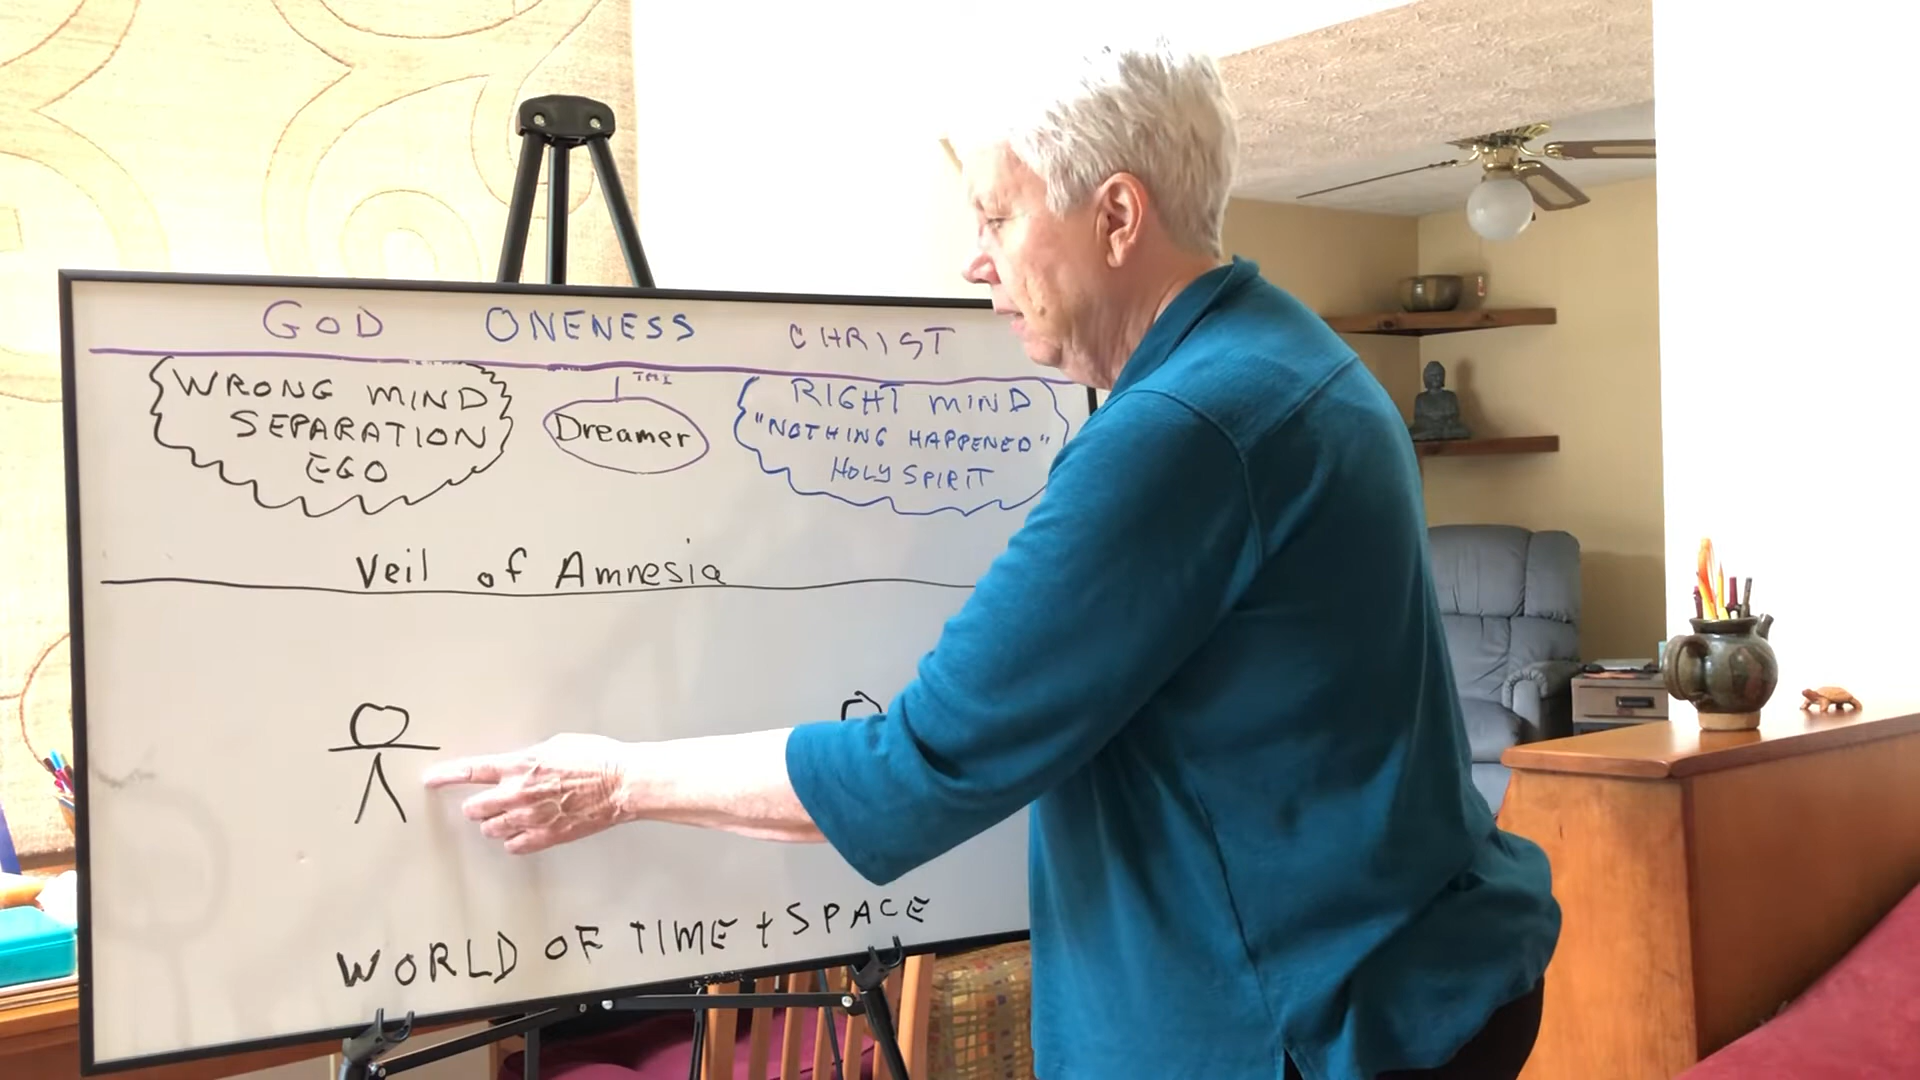 GOD ONENESS CHRIST
WRONG MIND
SEPARATION
EGO
Dreamer
RIGHT MIND
"NOTHING HAPPENED"
HOLY SPIRIT
Veil of Amnesia
WORLD OF TIME + SPACE